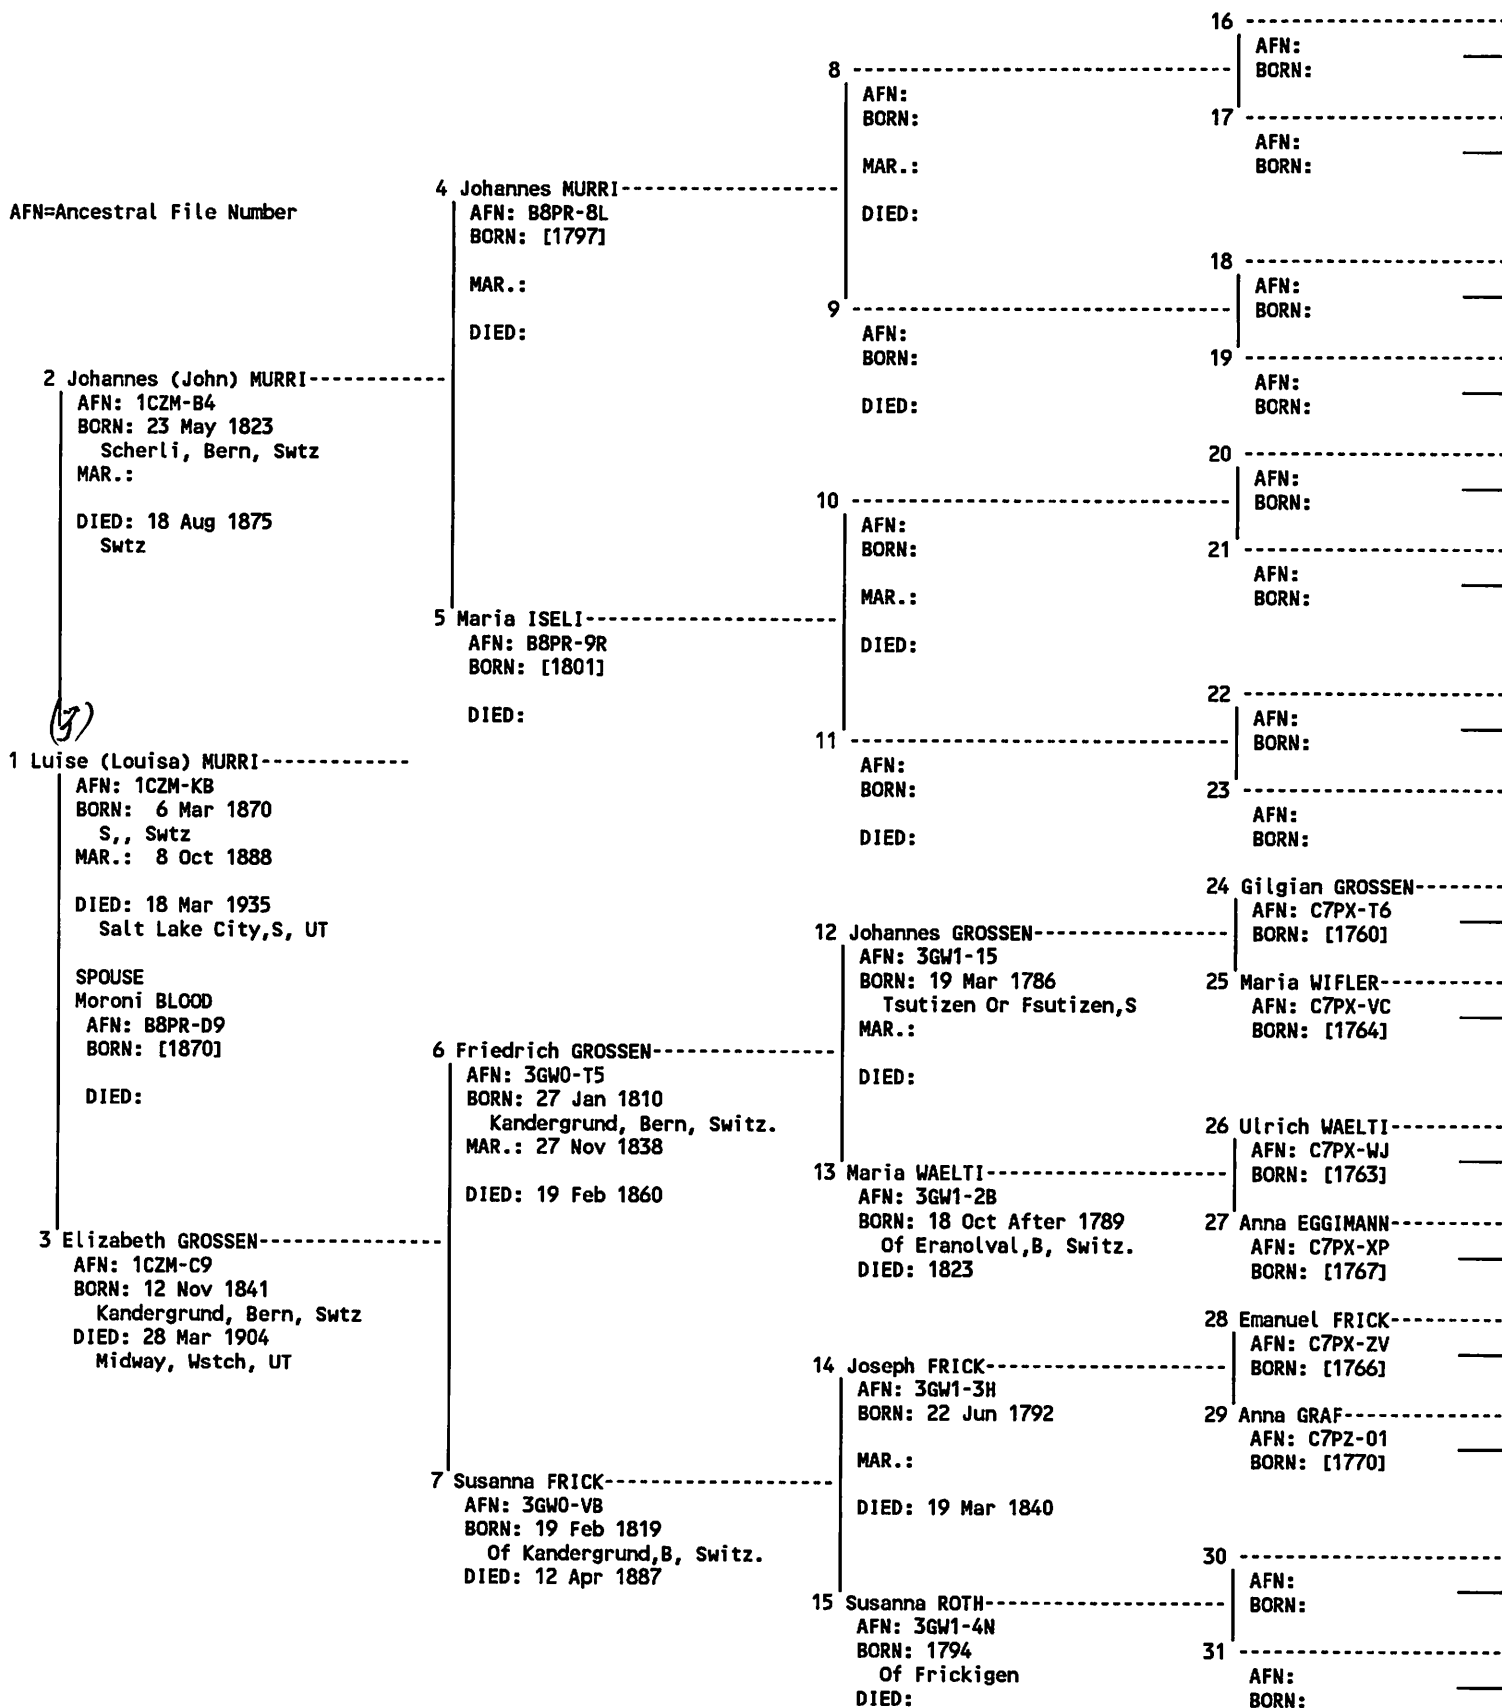 AFN=Ancestral File Number
(J)
1 Luise (Louisa) MURRI
AFN: 1CZM-KB
BORN: 6 Mar 1870
S,, Swtz
MAR.: 8 Oct 1888
DIED: 18 Mar 1935
Salt Lake City,S, UT
SPOUSE
Moroni BLOOD
AFN: B8PR-D9
BORN: [1870]
DIED:
2 Johannes (John) MURRI
AFN: 1CZM-B4
BORN: 23 May 1823
Scherli, Bern, Swtz
MAR.:
DIED: 18 Aug 1875
Swtz
3 Elizabeth GROSSEN
AFN: 1CZM-C9
BORN: 12 Nov 1841
Kandergrund, Bern, Swtz
DIED: 28 Mar 1904
Midway, Wstch, UT
4 Johannes MURRI
AFN: B8PR-8L
BORN: [1797]
MAR.:
DIED:
5 Maria ISELI
AFN: B8PR-9R
BORN: [1801]
DIED:
6 Friedrich GROSSEN
AFN: 3GW0-T5
BORN: 27 Jan 1810
Kandergrund, Bern, Switz.
MAR.: 27 Nov 1838
DIED: 19 Feb 1860
7 Susanna FRICK
AFN: 3GW0-VB
BORN: 19 Feb 1819
Of Kandergrund,B, Switz.
DIED: 12 Apr 1887
8
AFN:
BORN:
MAR.:
DIED:
9
AFN:
BORN:
DIED:
10
AFN:
BORN:
MAR.:
DIED:
11
AFN:
BORN:
DIED:
12 Johannes GROSSEN
AFN: 3GW1-15
BORN: 19 Mar 1786
Tsutizen Or Fsutizen,S
MAR.:
DIED:
13 Maria WAELTI
AFN: 3GW1-2B
BORN: 18 Oct After 1789
Of Eranolval,B, Switz.
DIED: 1823
14 Joseph FRICK
AFN: 3GW1-3H
BORN: 22 Jun 1792
MAR.:
DIED: 19 Mar 1840
15 Susanna ROTH
AFN: 3GW1-4N
BORN: 1794
Of Frickigen
DIED:
16
AFN:
BORN:
17
AFN:
BORN:
18
AFN:
BORN:
19
AFN:
BORN:
20
AFN:
BORN:
21
AFN:
BORN:
22
AFN:
BORN:
23
AFN:
BORN:
24 Gilgian GROSSEN
AFN: C7PX-T6
BORN: [1760]
25 Maria WIFLER
AFN: C7PX-VC
BORN: [1764]
26 Ulrich WAELTI
AFN: C7PX-WJ
BORN: [1763]
27 Anna EGGIMANN
AFN: C7PX-XP
BORN: [1767]
28 Emanuel FRICK
AFN: C7PX-ZV
BORN: [1766]
29 Anna GRAF
AFN: C7PZ-01
BORN: [1770]
30
AFN:
BORN:
31
AFN:
BORN: